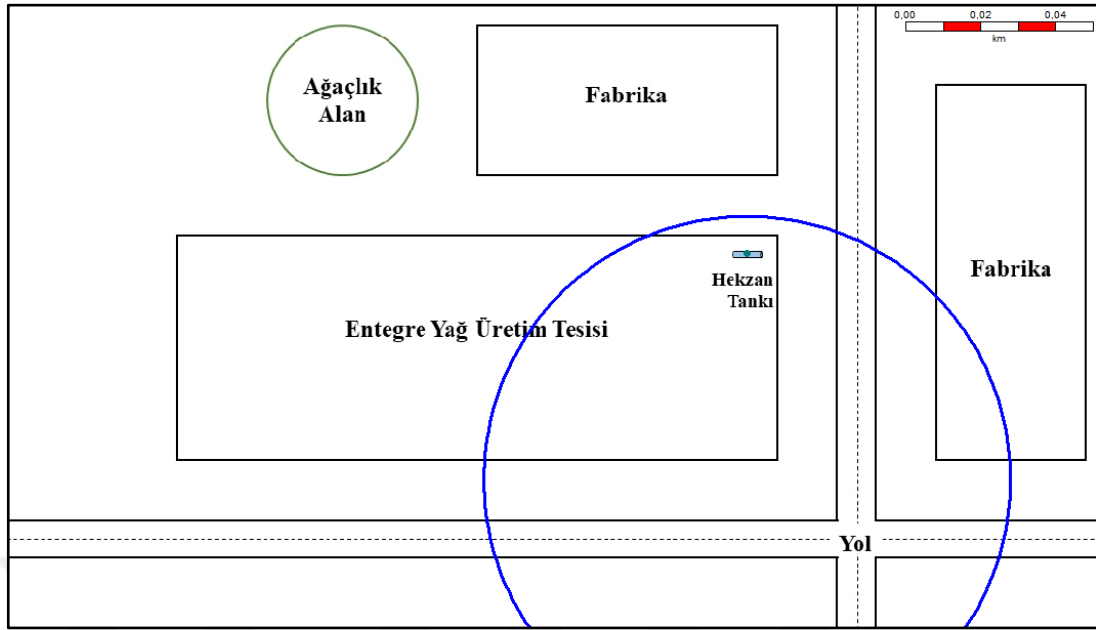 0,00 0,02 0,04
km
Ağaçlık
Alan
Fabrika
Hekzan
Tankı
Fabrika
Entegre Yağ Üretim Tesisi
Yol